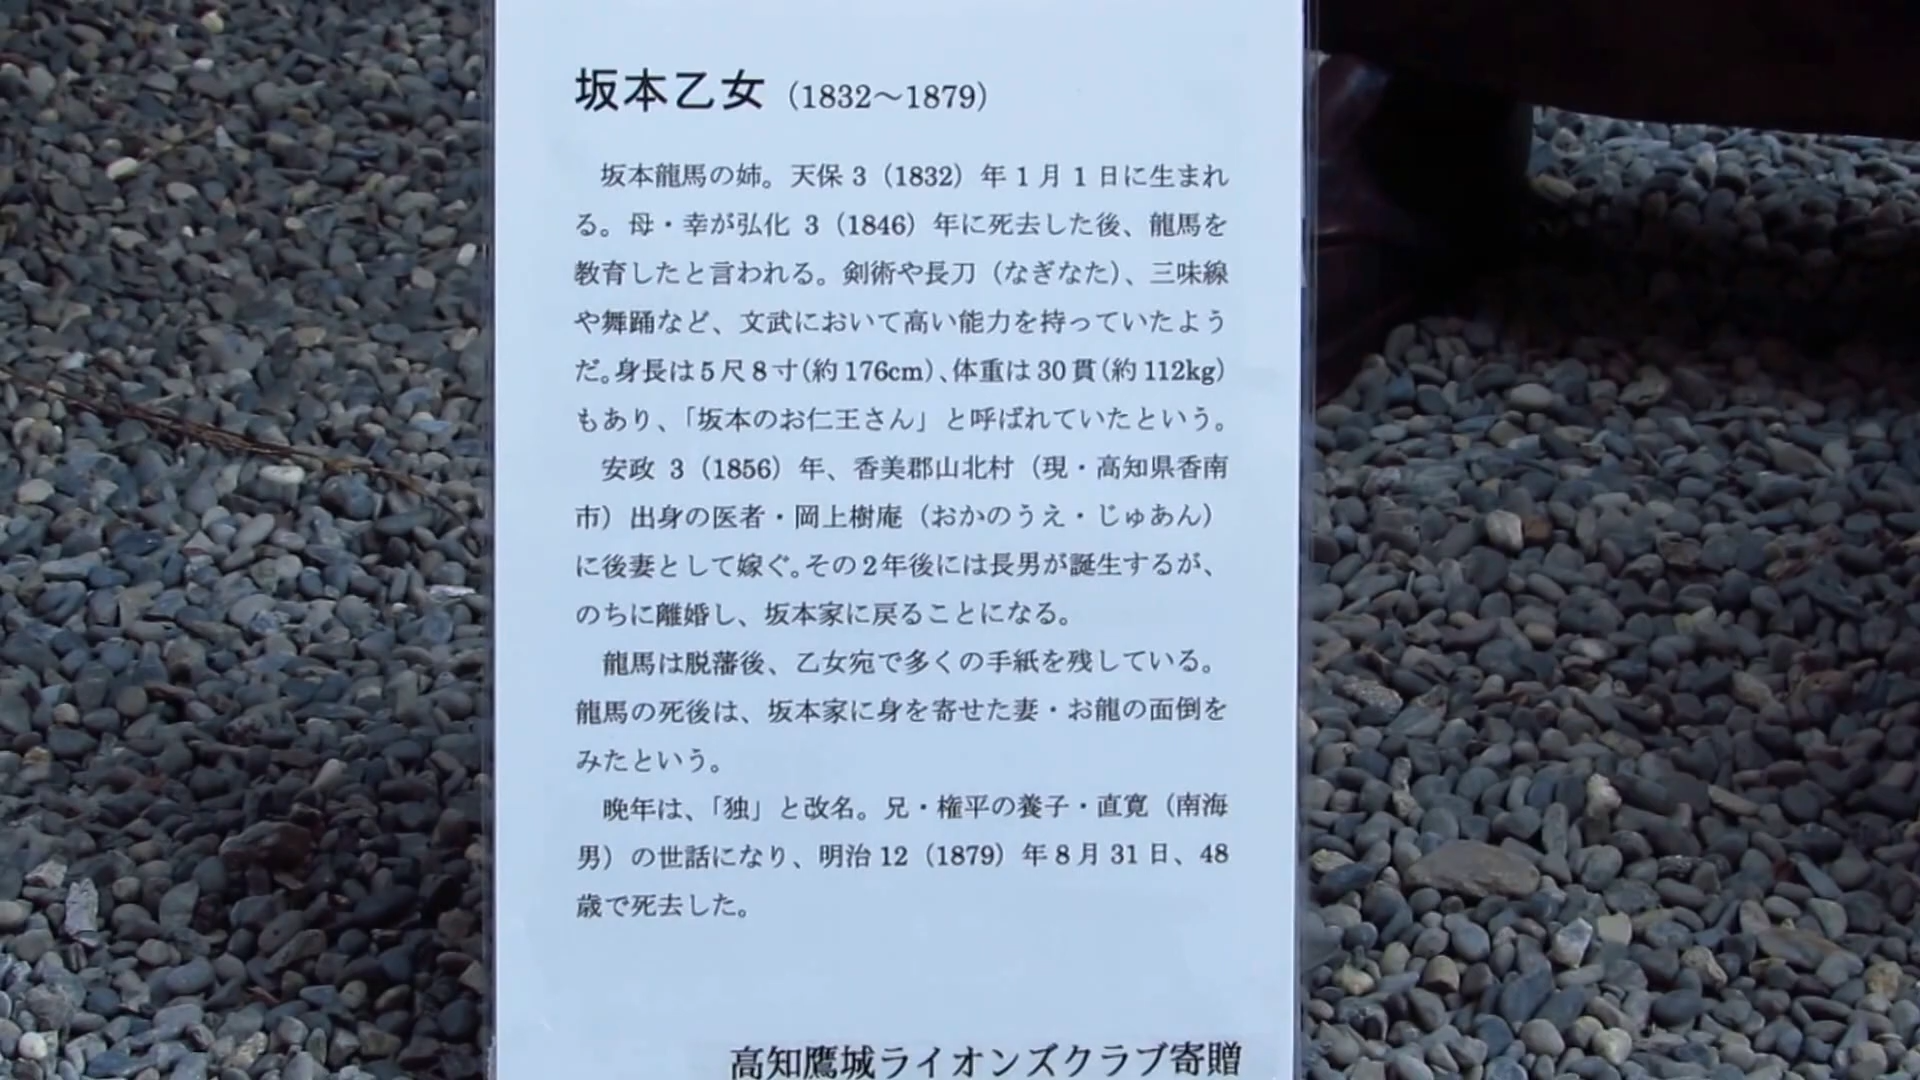 坂本乙女（1832～1879）
坂本龍馬の姉。天保 3（1832）年 1 月 1 日に生まれ
る。母・幸が弘化 3（1846）年に死去した後、龍馬を
教育したと言われる。剣術や長刀（なぎなた）、三味線
や舞踊など、文武において高い能力を持っていたよう
だ。身長は5尺8寸（約176cm）、体重は30貫（約112kg）
もあり、「坂本のお仁王さん」と呼ばれていたという。
安政 3（1856）年、香美郡山北村（現・高知県香南
市）出身の医者・岡上樹庵（おかのうえ・じゅあん）
に後妻として嫁ぐ。その2年後には長男が誕生するが、
のちに離婚し、坂本家に戻ることになる。
龍馬は脱藩後、乙女宛で多くの手紙を残している。
龍馬の死後は、坂本家に身を寄せた妻・お龍の面倒を
みたという。
晩年は、「独」と改名。兄・権平の養子・直寛（南海
男）の世話になり、明治 12（1879）年 8 月 31 日、48
歳で死去した。
高知鷹城ライオンズクラブ寄贈